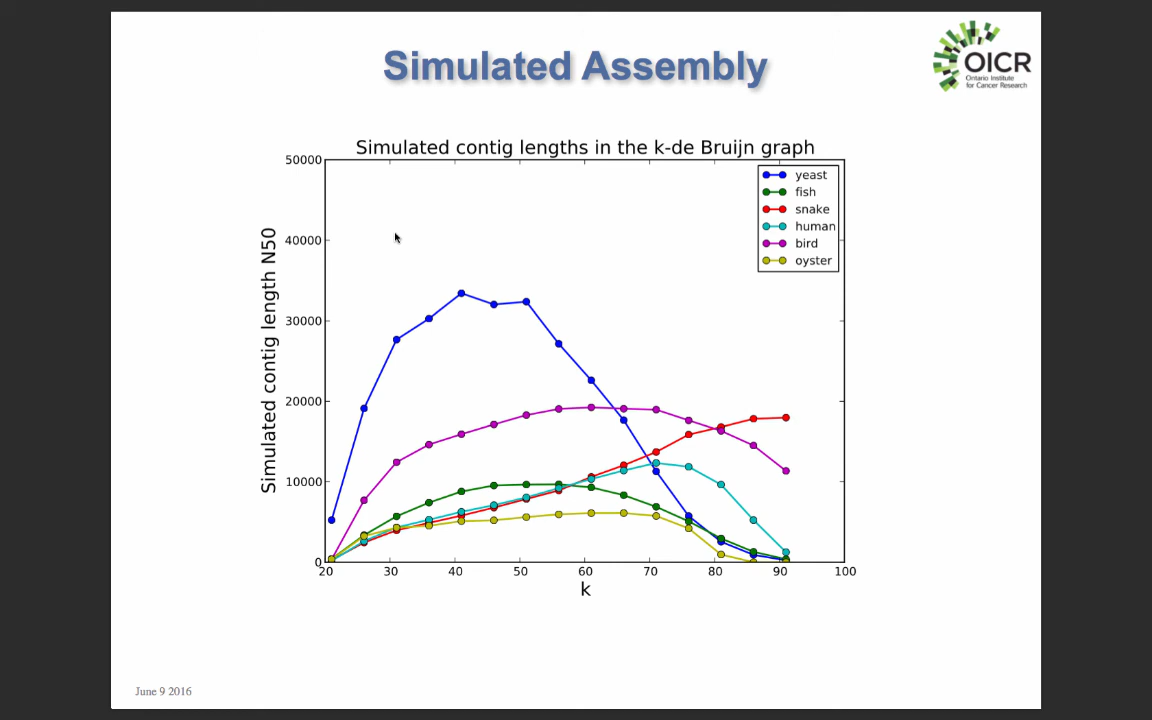 Simulated Assembly
OICR
Ontario Institute
for Cancer Research
Simulated contig lengths in the k-de Bruijn graph
50000
40000
30000
20000
10000
0
Simulated contig length N50
yeast
fish
snake
human
bird
oyster
20 30 40 50 60 70 80 90 100
k
June 9 2016